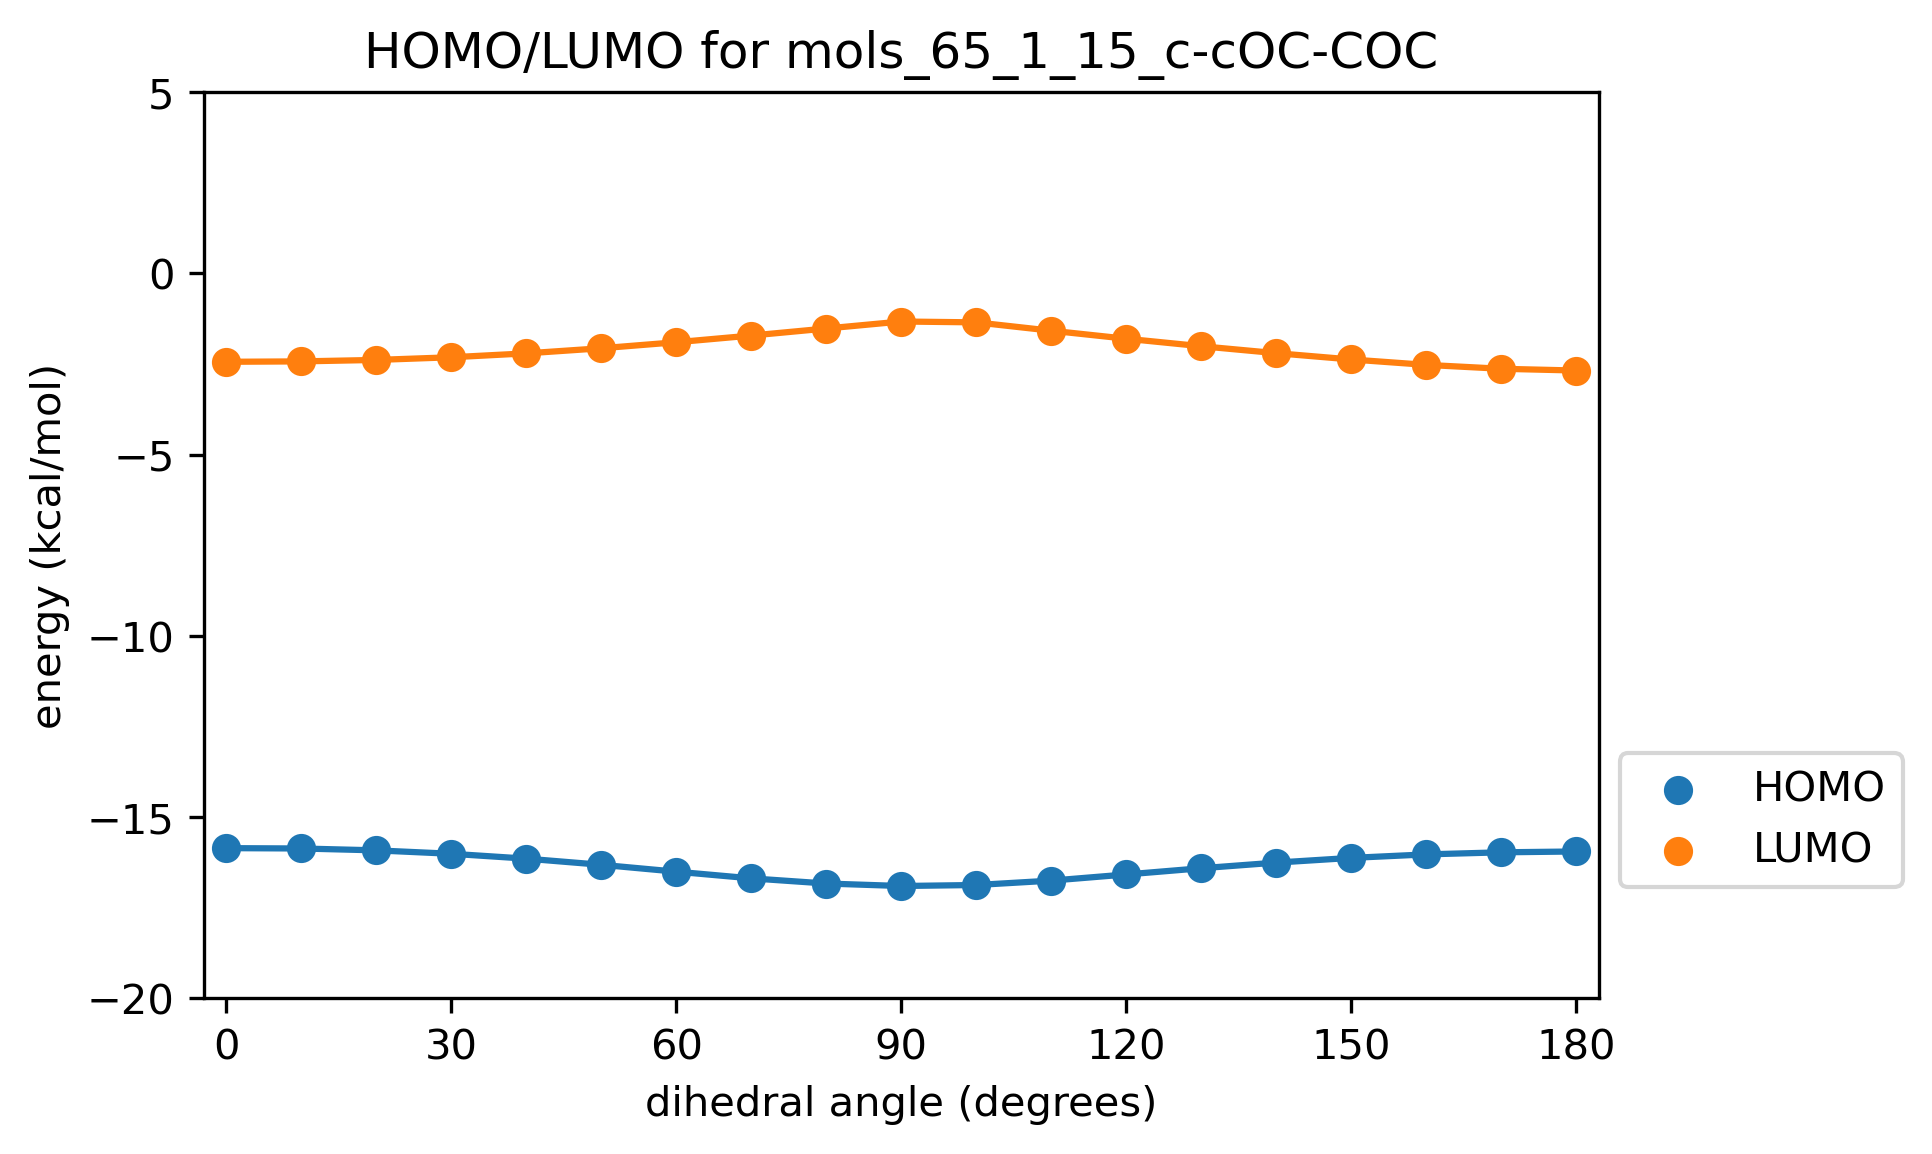 HOMO/LUMO for mols_65_1_15_c-cOC-COC
5
0
−5
−10
−15
−20
energy (kcal/mol)
0 30 60 90 120 150 180
dihedral angle (degrees)
HOMO
LUMO